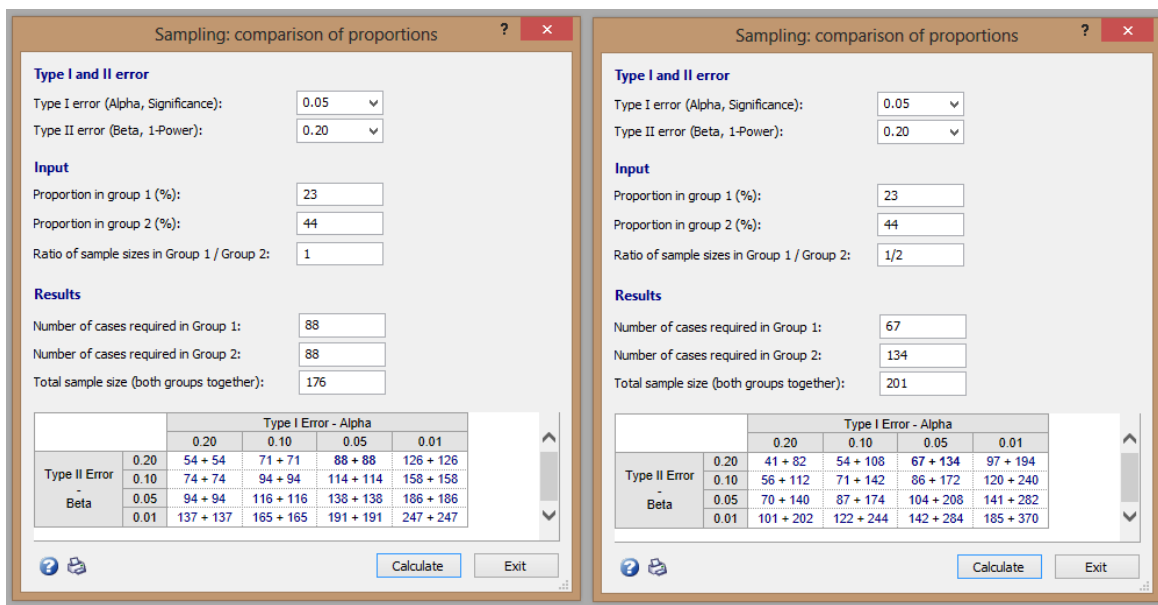 Sampling: comparison of proportions ? ×
Type I and II error
Type I error (Alpha, Significance): 0.05
Type II error (Beta, 1-Power): 0.20
Input
Proportion in group 1 (%): 23
Proportion in group 2 (%): 44
Ratio of sample sizes in Group 1 / Group 2: 1
Results
Number of cases required in Group 1: 88
Number of cases required in Group 2: 88
Total sample size (both groups together): 176
Type I Error - Alpha
0.20 0.10 0.05 0.01
Type II Error - Beta
0.20 54 + 54 71 + 71 88 + 88 126 + 126
0.10 74 + 74 94 + 94 114 + 114 158 + 158
0.05 94 + 94 116 + 116 138 + 138 186 + 186
0.01 137 + 137 165 + 165 191 + 191 247 + 247
? Calculate Exit
Sampling: comparison of proportions ? ×
Type I and II error
Type I error (Alpha, Significance): 0.05
Type II error (Beta, 1-Power): 0.20
Input
Proportion in group 1 (%): 23
Proportion in group 2 (%): 44
Ratio of sample sizes in Group 1 / Group 2: 1/2
Results
Number of cases required in Group 1: 67
Number of cases required in Group 2: 134
Total sample size (both groups together): 201
Type I Error - Alpha
0.20 0.10 0.05 0.01
Type II Error - Beta
0.20 41 + 82 54 + 108 67 + 134 97 + 194
0.10 56 + 112 71 + 142 86 + 172 120 + 240
0.05 70 + 140 87 + 174 104 + 208 141 + 282
0.01 101 + 202 122 + 244 142 + 284 185 + 370
? Calculate Exit